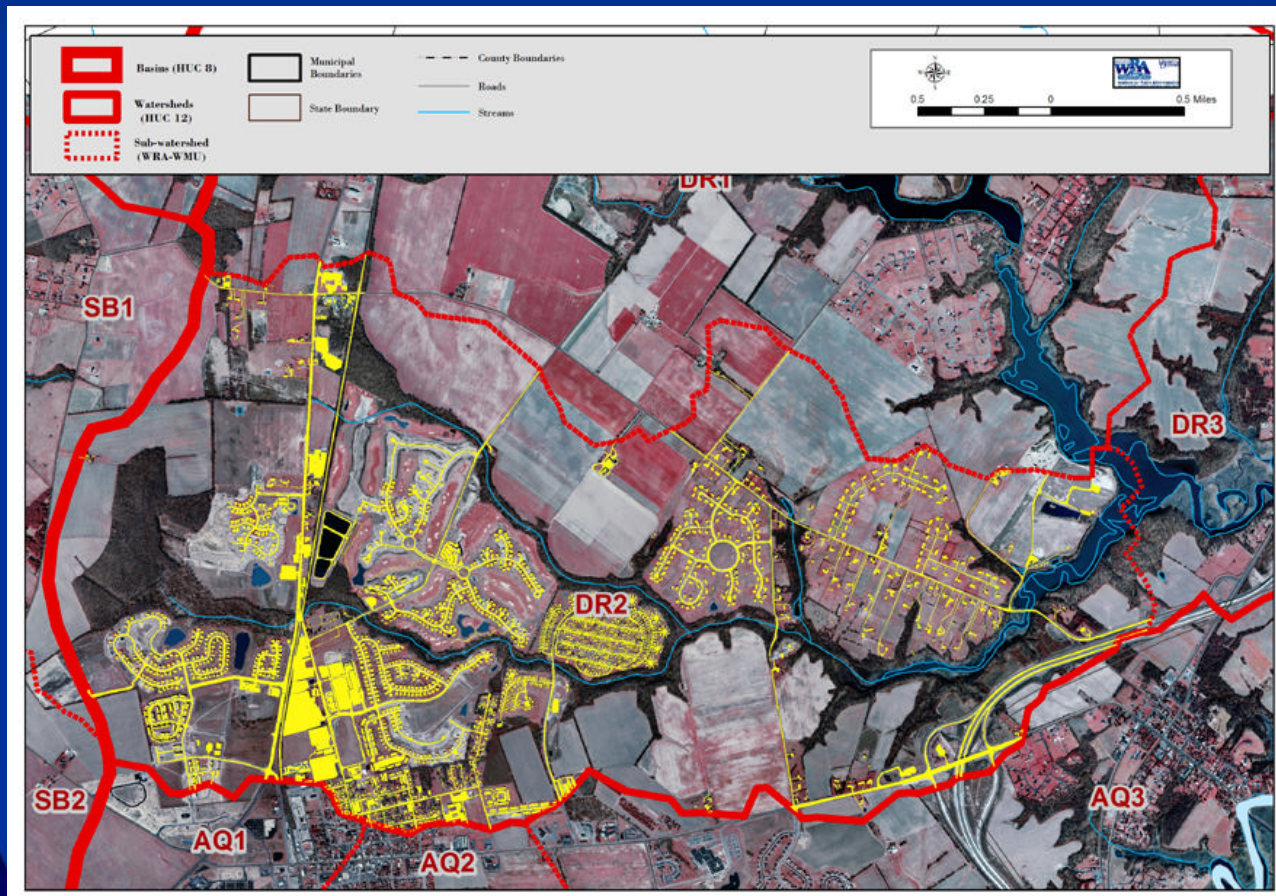 Basins (HUC 8)
Watersheds
(HUC 12)
Sub-watershed
(WRA-WMU)
Municipal
Boundaries
State Boundary
County Boundaries
Roads
Streams
N
W
E
S
WRA
0.5 0.25 0 0.5 Miles
DR1
SB1
DR3
DR2
SB2
AQ1
AQ2
AQ3